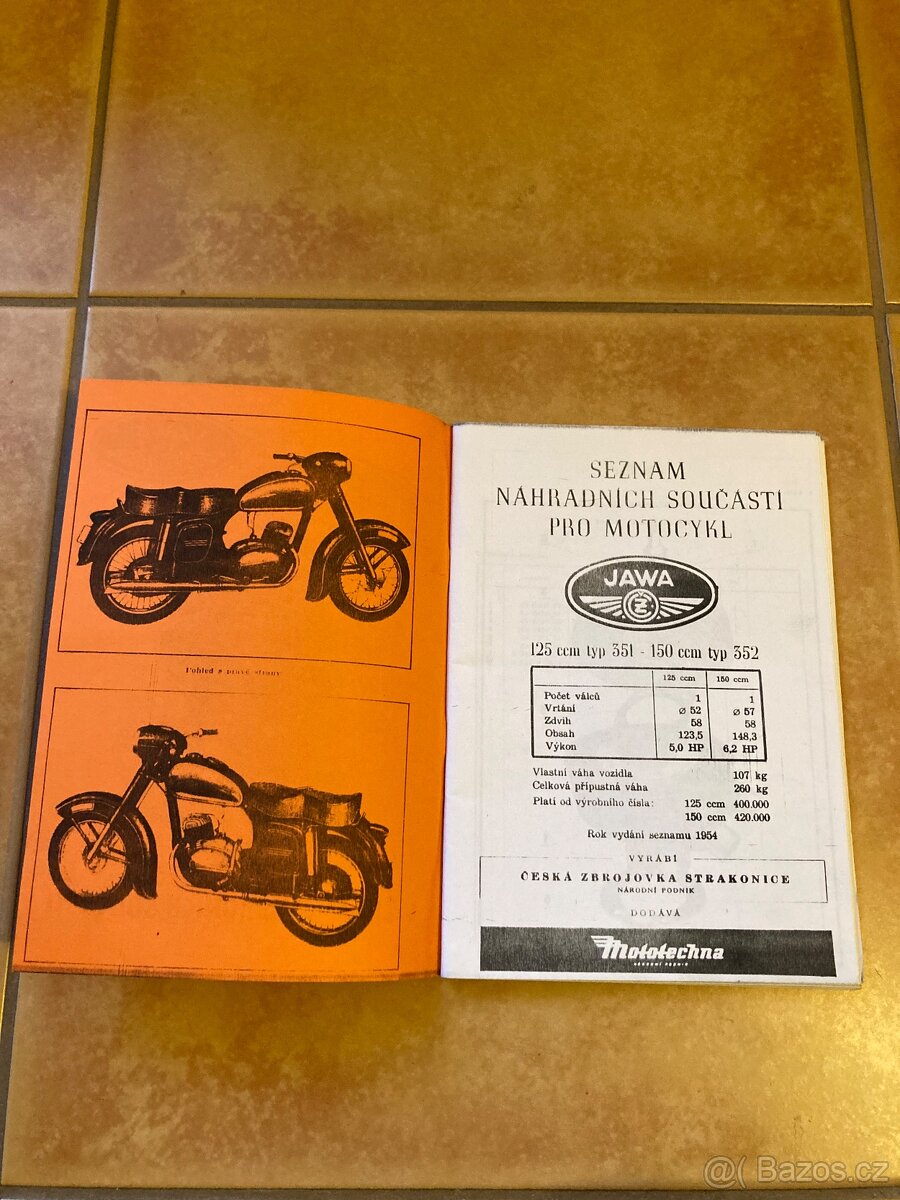 Pohled s pravé strany
SEZNAM
NÁHRADNÍCH SOUČÁSTÍ
PRO MOTOCYKL
JAWA
ČZ
125 ccm typ 351 - 150 ccm typ 352
125 ccm 150 ccm
Počet válců 1 1
Vrtání ⌀ 52 ⌀ 57
Zdvih 58 58
Obsah 123,5 148,3
Výkon 5,0 HP 6,2 HP
Vlastní váha vozidla 107 kg
Celková přípustná váha 260 kg
Platí od výrobního čísla: 125 ccm 400.000
150 ccm 420.000
Rok vydání seznamu 1954
VYRÁBÍ
ČESKÁ ZBROJOVKA STRAKONICE
NÁRODNÍ PODNIK
DODÁVÁ
Mototechna
NÁRODNÍ PODNIK
@( Bazos.cz